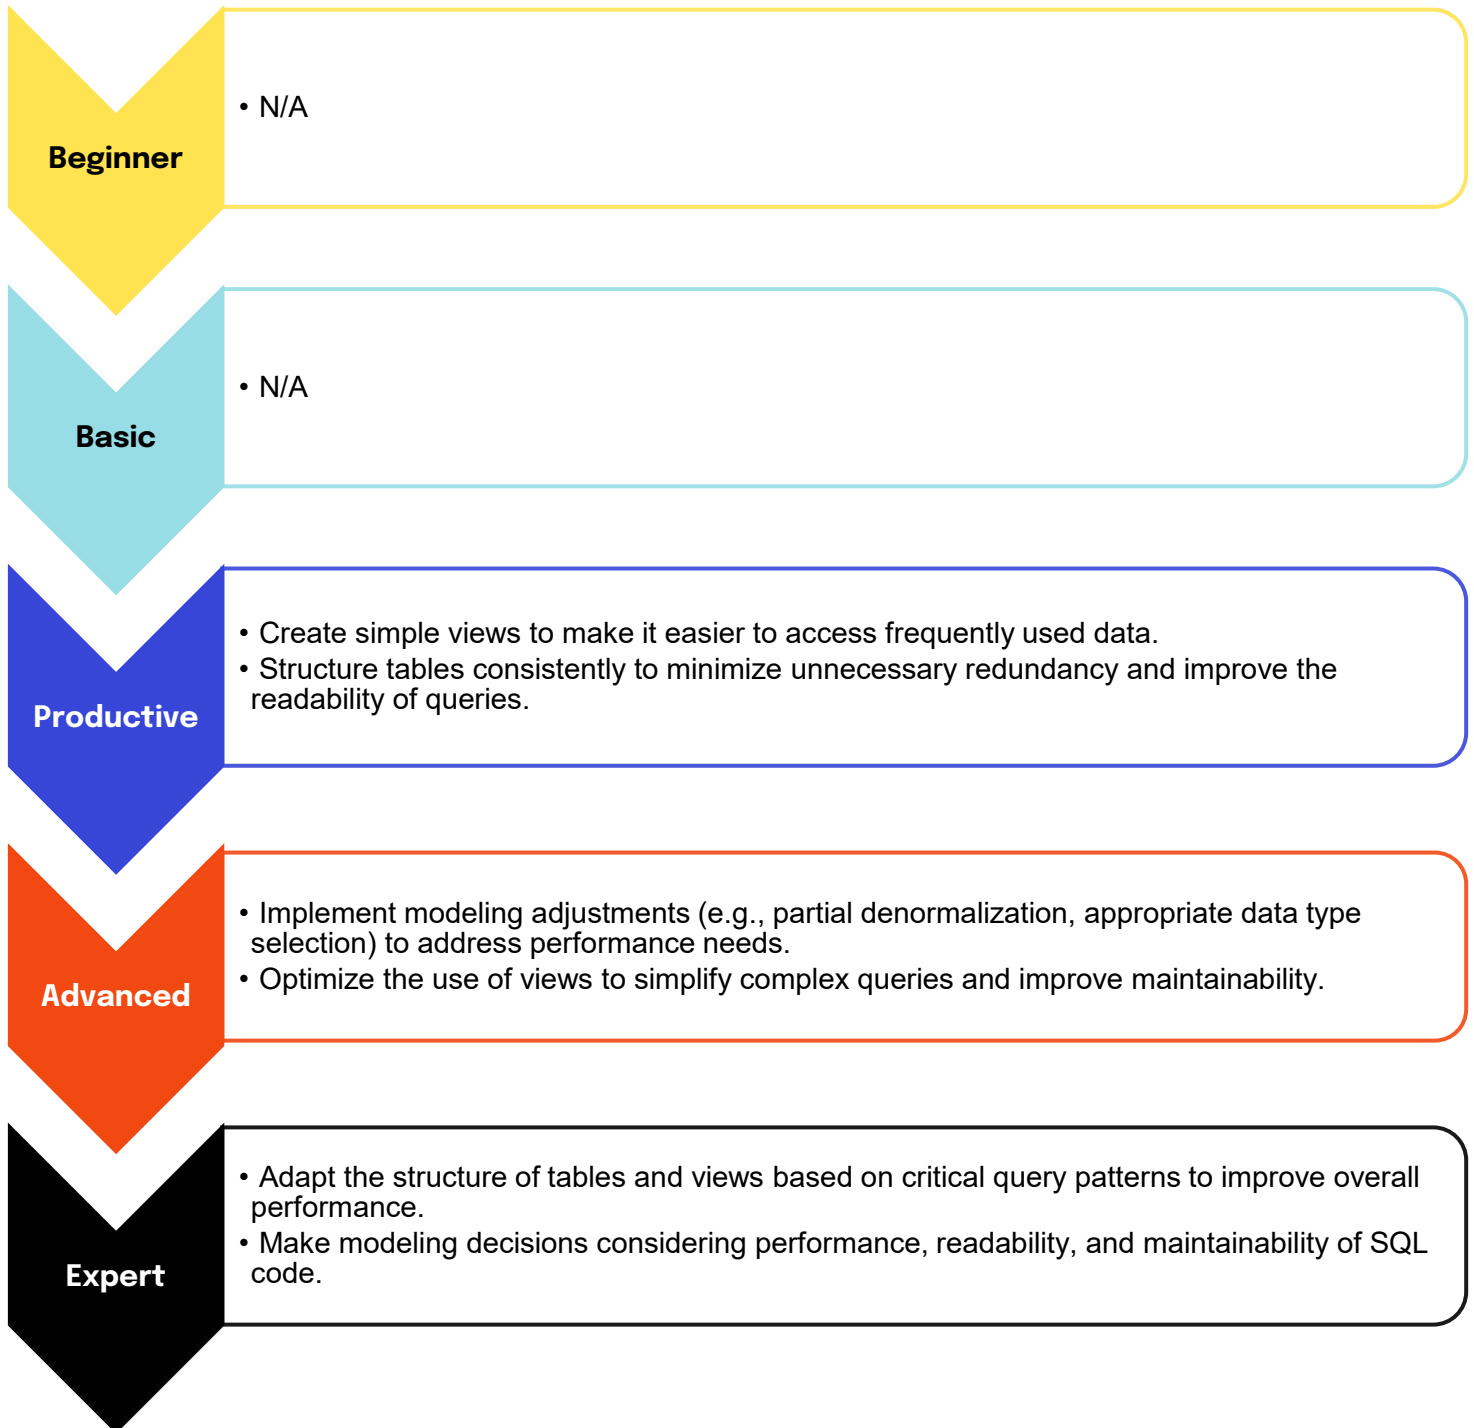 • N/A
Beginner
• N/A
Basic
• Create simple views to make it easier to access frequently used data.
• Structure tables consistently to minimize unnecessary redundancy and improve the
readability of queries.
Productive
• Implement modeling adjustments (e.g., partial denormalization, appropriate data type
selection) to address performance needs.
• Optimize the use of views to simplify complex queries and improve maintainability.
Advanced
• Adapt the structure of tables and views based on critical query patterns to improve overall
performance.
• Make modeling decisions considering performance, readability, and maintainability of SQL
code.
Expert